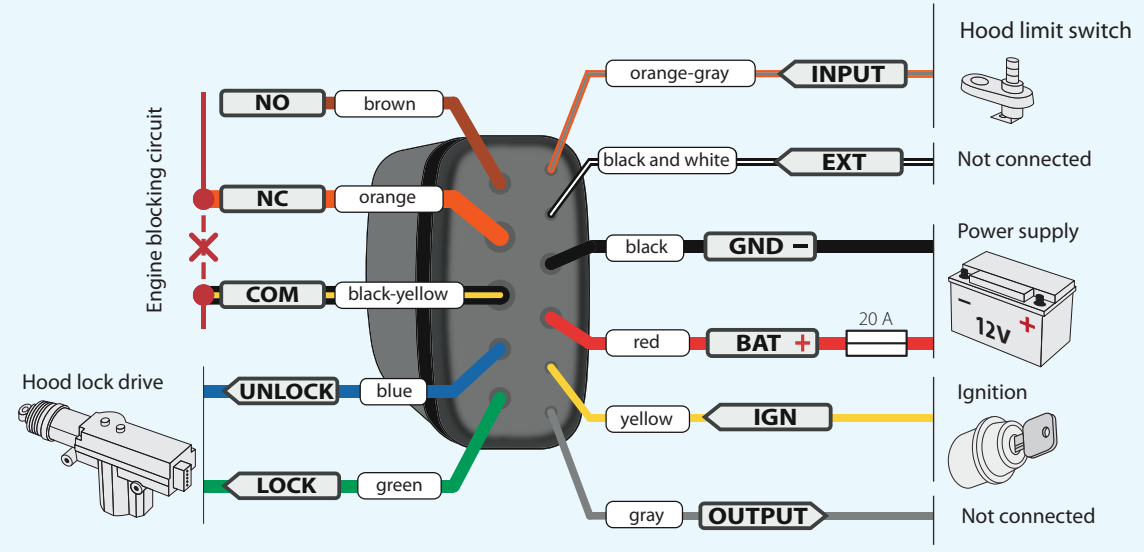 Hood limit switch
orange-gray
INPUT
NO
brown
black and white
EXT
Not connected
Engine blocking circuit
NC
orange
Power supply
black
GND −
COM
black-yellow
20 A
red
BAT +
− 12V +
Hood lock drive
UNLOCK
blue
Ignition
yellow
IGN
LOCK
green
gray
OUTPUT
Not connected